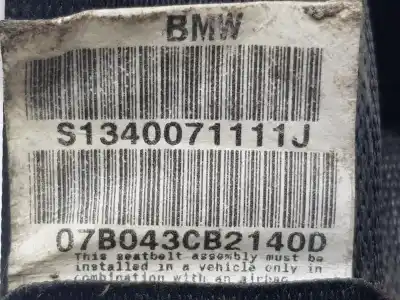 BMW
S1340071111J
07B043CB2140D
This seatbelt assembly must be
installed in a vehicle only in
combination with an airbag